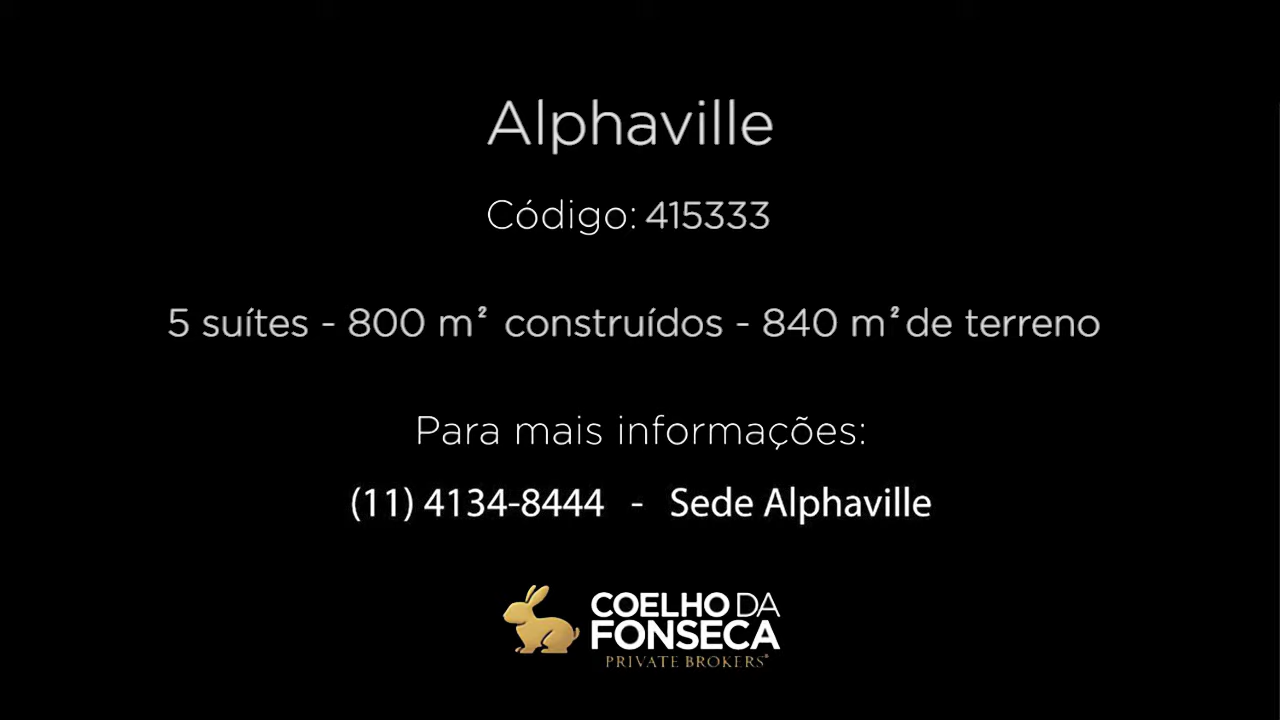 Alphaville
Código: 415333
5 suítes - 800 m² construídos - 840 m² de terreno
Para mais informações:
(11) 4134-8444 - Sede Alphaville
COELHO DA
FONSECA
PRIVATE BROKERS®